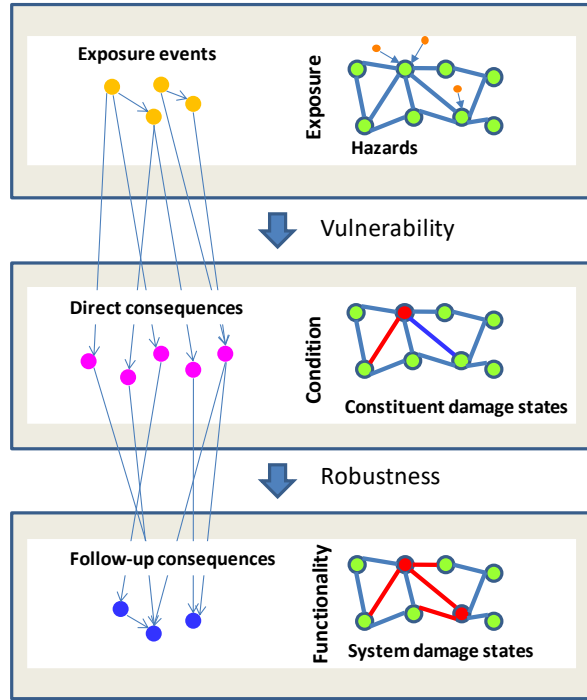 Exposure events
Exposure
Hazards
Vulnerability
Direct consequences
Condition
Constituent damage states
Robustness
Follow-up consequences
Functionality
System damage states